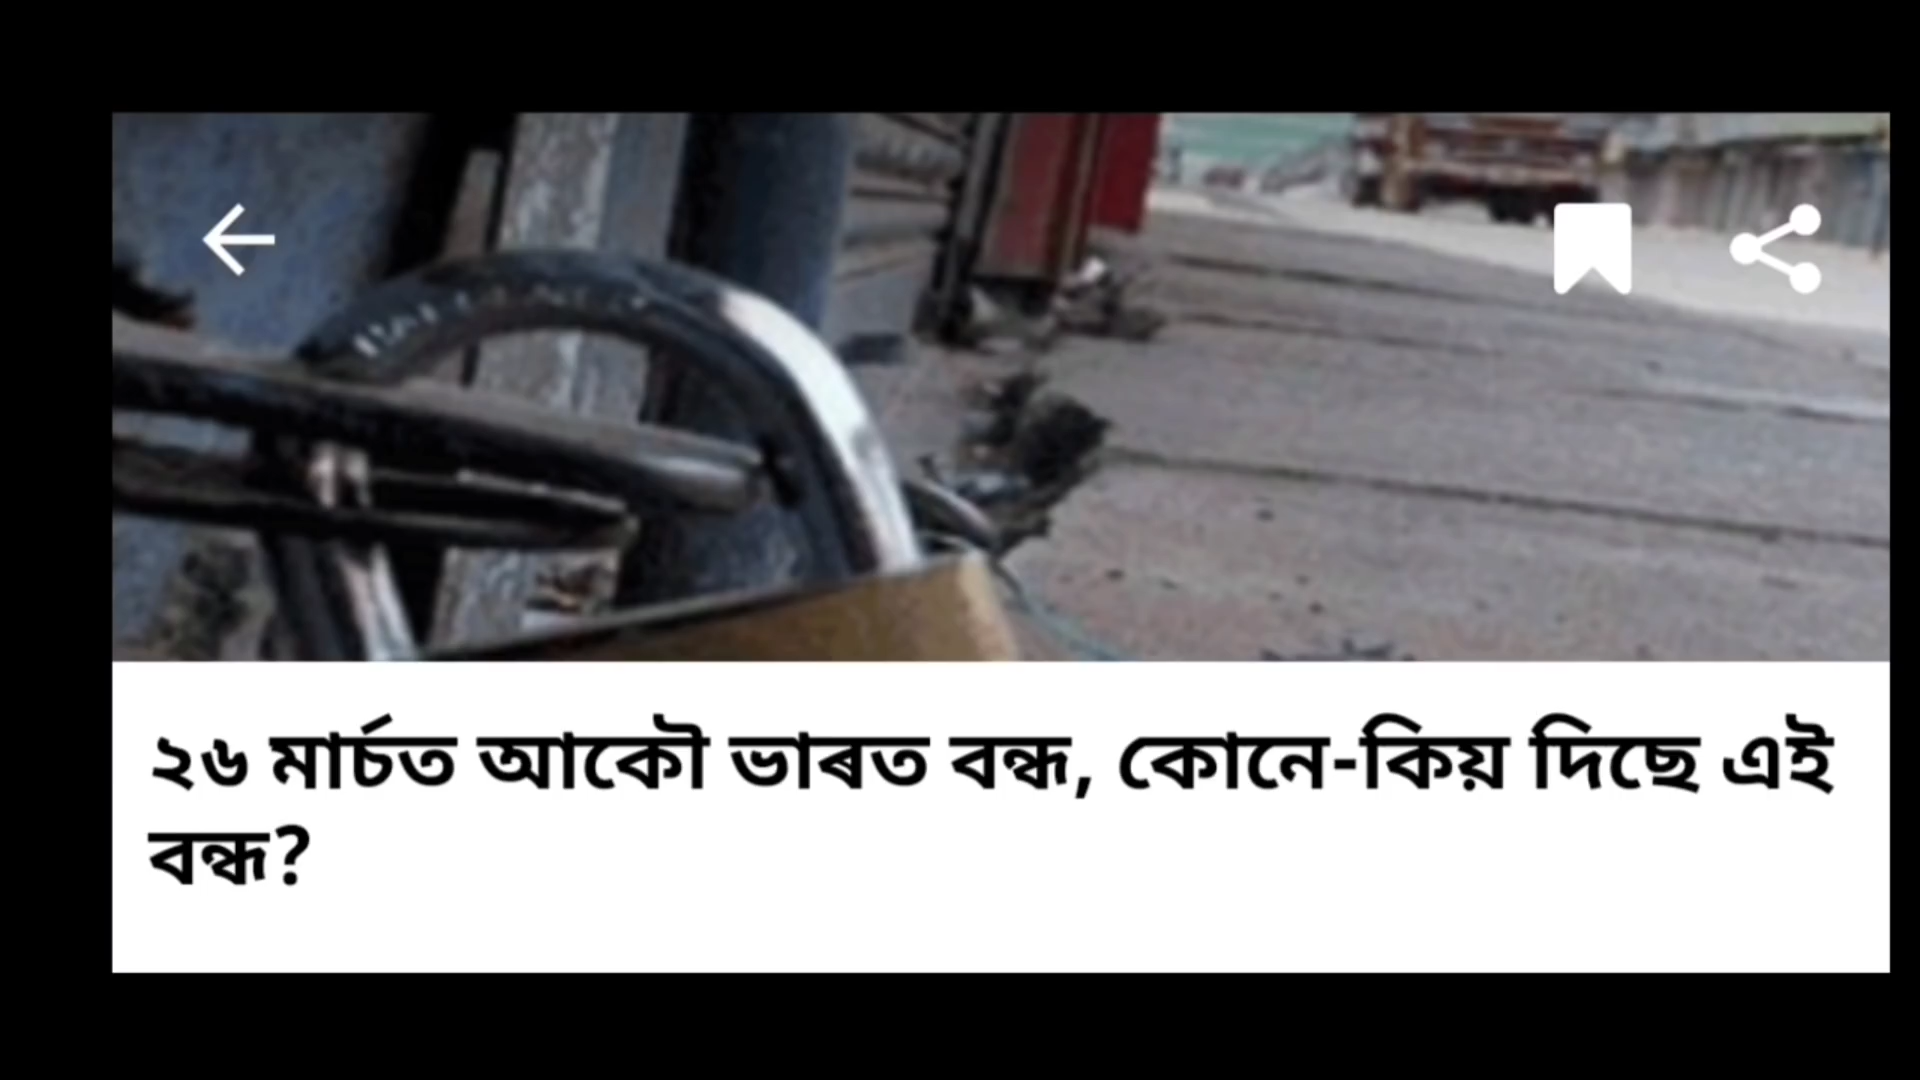 ২৬ মাৰ্চত আকৌ ভাৰত বন্ধ, কোনে-কিয় দিছে এই
বন্ধ?